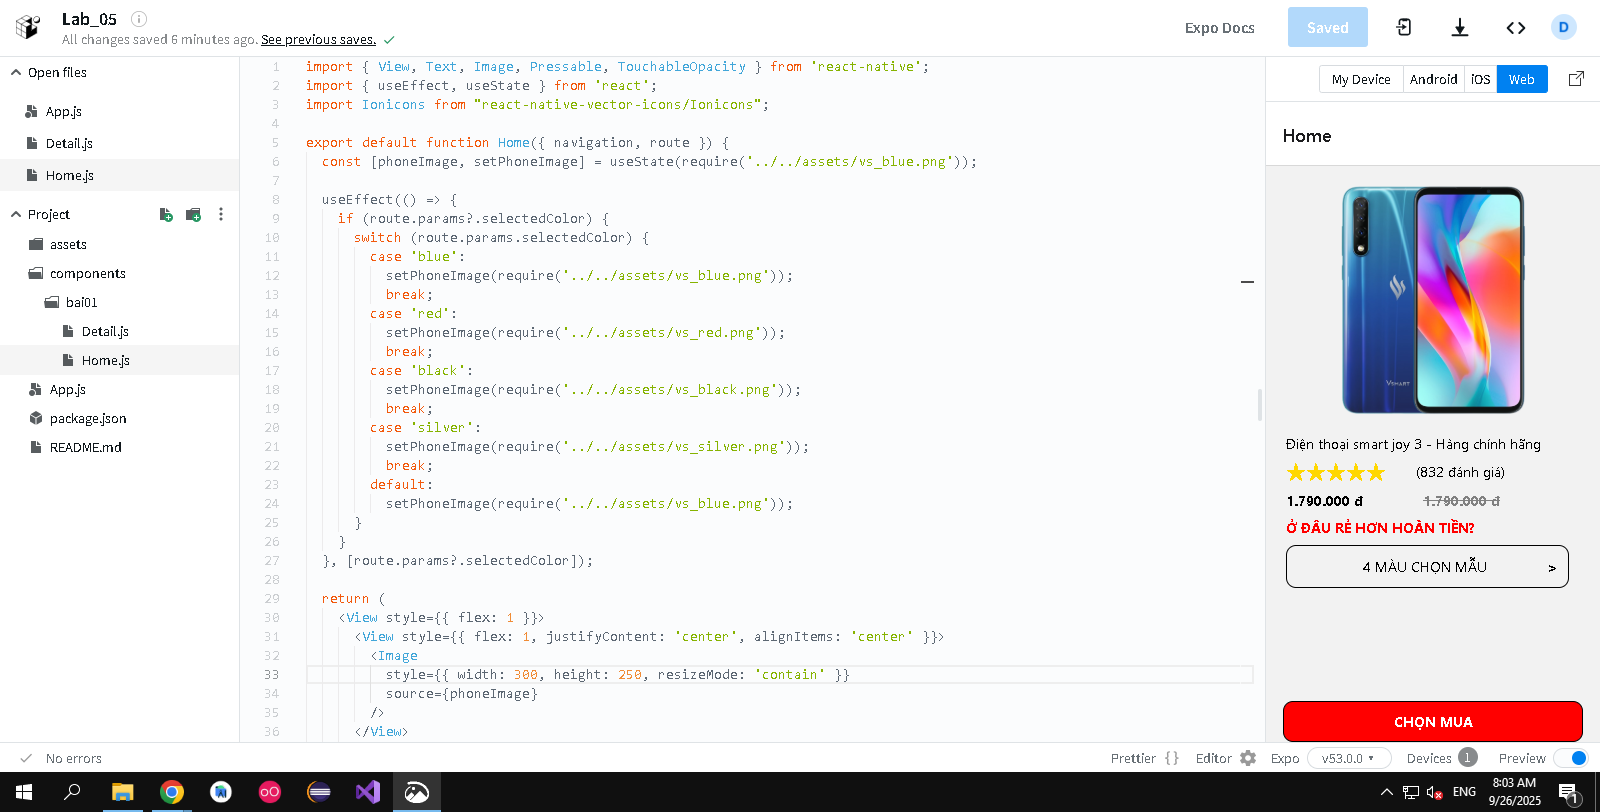 Lab_05
All changes saved 6 minutes ago. See previous saves.
Expo Docs
Saved
D
Open files
App.js
Detail.js
Home.js
Project
assets
components
bai01
Detail.js
Home.js
App.js
package.json
README.md
1 import { View, Text, Image, Pressable, TouchableOpacity } from 'react-native';
2 import { useEffect, useState } from 'react';
3 import Ionicons from "react-native-vector-icons/Ionicons";
4
5 export default function Home({ navigation, route }) {
6 const [phoneImage, setPhoneImage] = useState(require('../../assets/vs_blue.png'));
7
8 useEffect(() => {
9 if (route.params?.selectedColor) {
10 switch (route.params.selectedColor) {
11 case 'blue':
12 setPhoneImage(require('../../assets/vs_blue.png'));
13 break;
14 case 'red':
15 setPhoneImage(require('../../assets/vs_red.png'));
16 break;
17 case 'black':
18 setPhoneImage(require('../../assets/vs_black.png'));
19 break;
20 case 'silver':
21 setPhoneImage(require('../../assets/vs_silver.png'));
22 break;
23 default:
24 setPhoneImage(require('../../assets/vs_blue.png'));
25 }
26 }
27 }, [route.params?.selectedColor]);
28
29 return (
30 <View style={{ flex: 1 }}>
31 <View style={{ flex: 1, justifyContent: 'center', alignItems: 'center' }}>
32 <Image
33 style={{ width: 300, height: 250, resizeMode: 'contain' }}
34 source={phoneImage}
35 />
36 </View>
My Device
Android
iOS
Web
Home
VSMART
Điện thoại smart joy 3 - Hàng chính hãng
(832 đánh giá)
1.790.000 đ 1.790.000 đ
Ở ĐÂU RẺ HƠN HOÀN TIỀN?
4 MÀU CHỌN MẪU >
CHỌN MUA
No errors
Prettier { }
Editor
Expo
v53.0.0
Devices 1
Preview
ENG
8:03 AM
9/26/2025
1